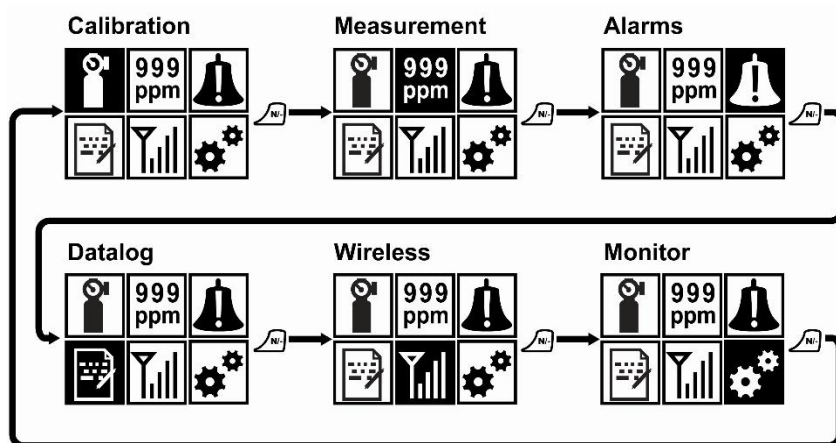 Calibration
999
ppm
N/-
Measurement
999
ppm
N/-
Alarms
999
ppm
N/-
Datalog
999
ppm
N/-
Wireless
999
ppm
N/-
Monitor
999
ppm
N/-